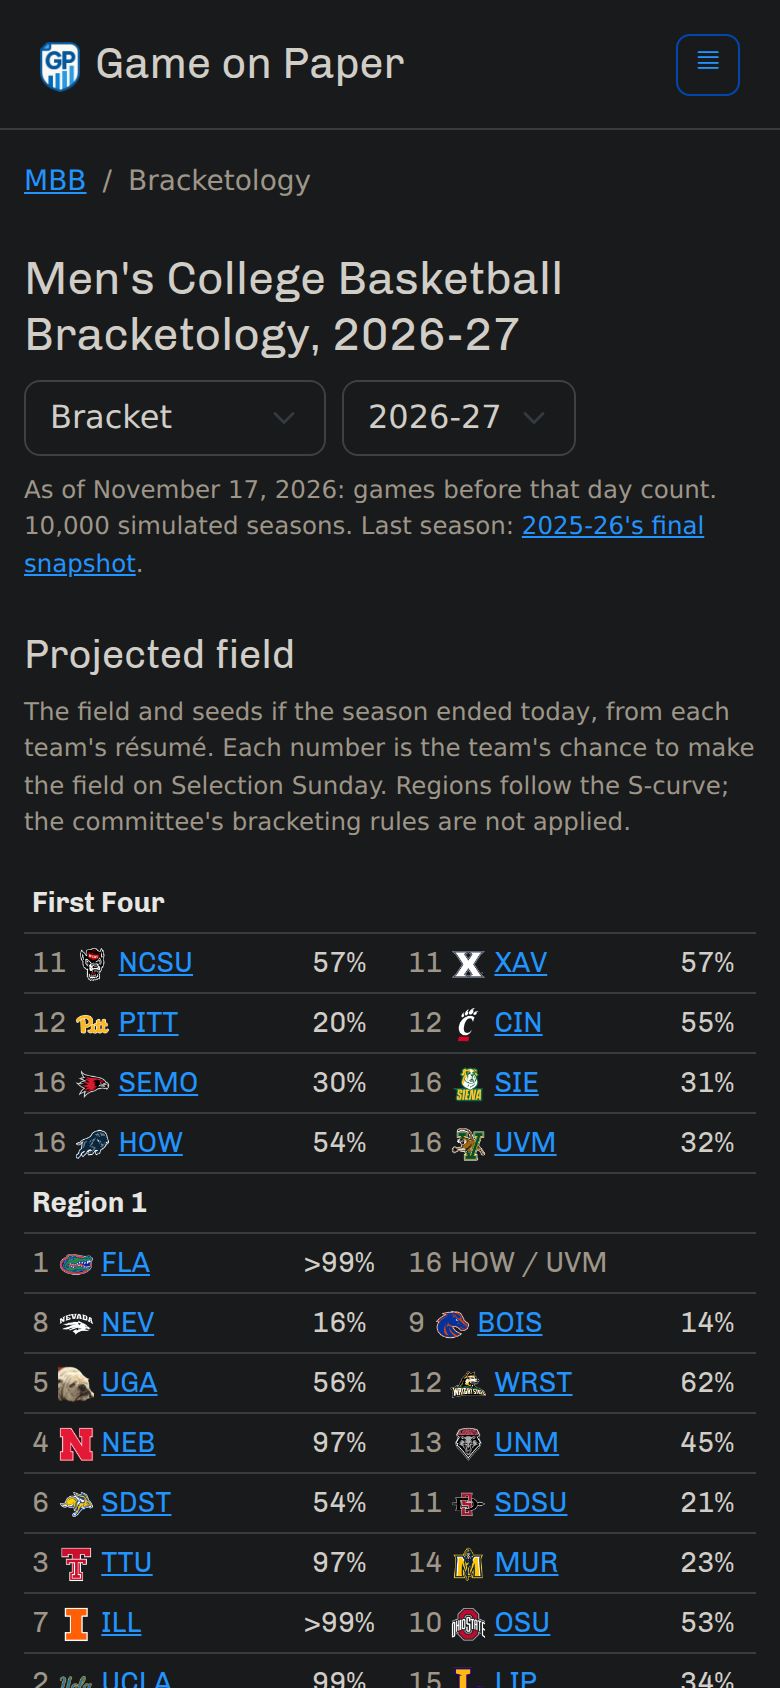 Game on Paper
MBB / Bracketology
Men's College Basketball
Bracketology, 2026-27
Bracket 2026-27
As of November 17, 2026: games before that day count.
10,000 simulated seasons. Last season: 2025-26's final
snapshot.
Projected field
The field and seeds if the season ended today, from each
team's résumé. Each number is the team's chance to make
the field on Selection Sunday. Regions follow the S-curve;
the committee's bracketing rules are not applied.
First Four
11 NCSU 57% 11 XAV 57%
12 PITT 20% 12 CIN 55%
16 SEMO 30% 16 SIE 31%
16 HOW 54% 16 UVM 32%
Region 1
1 FLA >99% 16 HOW / UVM
8 NEV 16% 9 BOIS 14%
5 UGA 56% 12 WRST 62%
4 NEB 97% 13 UNM 45%
6 SDST 54% 11 SDSU 21%
3 TTU 97% 14 MUR 23%
7 ILL >99% 10 OSU 53%
2 UCLA 99% 15 LIP 34%